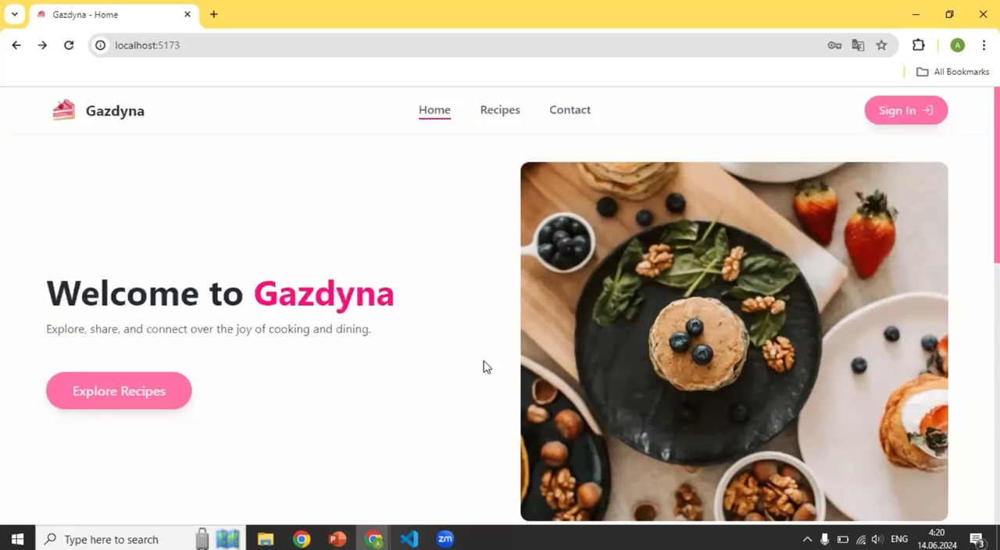 Gazdyna - Home
localhost:5173
All Bookmarks
A
Gazdyna
Home
Recipes
Contact
Sign In
Welcome to Gazdyna
Explore, share, and connect over the joy of cooking and dining.
Explore Recipes
Type here to search
zm
ENG
4:20
14.06.2024
3